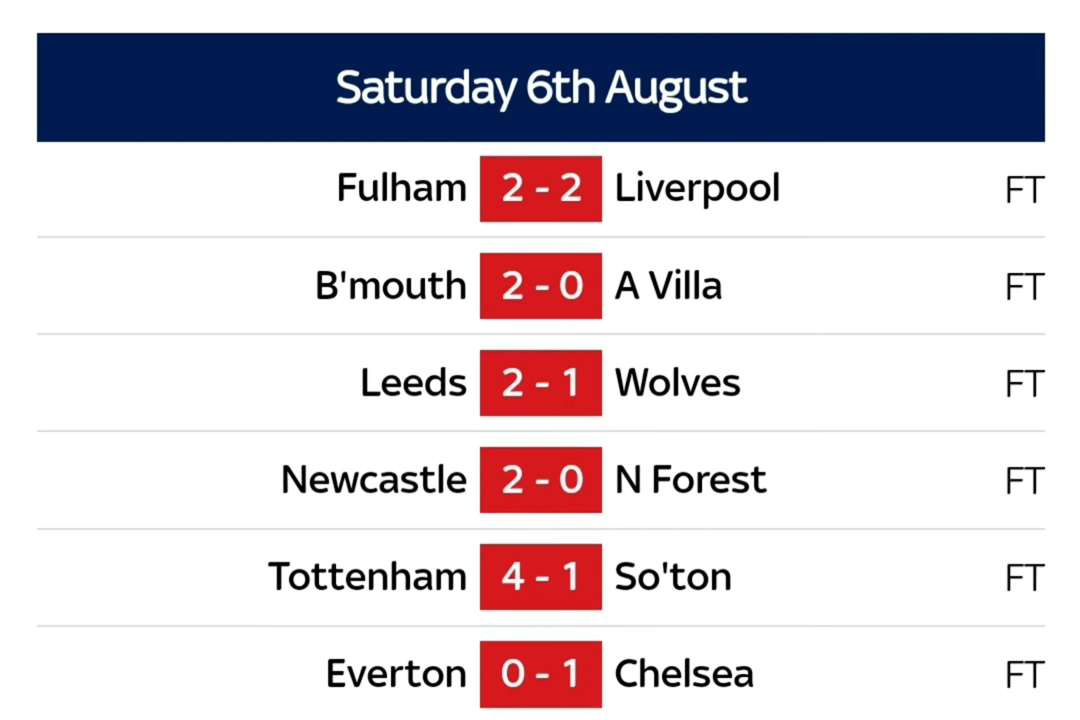 Saturday 6th August
Fulham 2 - 2 Liverpool FT
B'mouth 2 - 0 A Villa FT
Leeds 2 - 1 Wolves FT
Newcastle 2 - 0 N Forest FT
Tottenham 4 - 1 So'ton FT
Everton 0 - 1 Chelsea FT